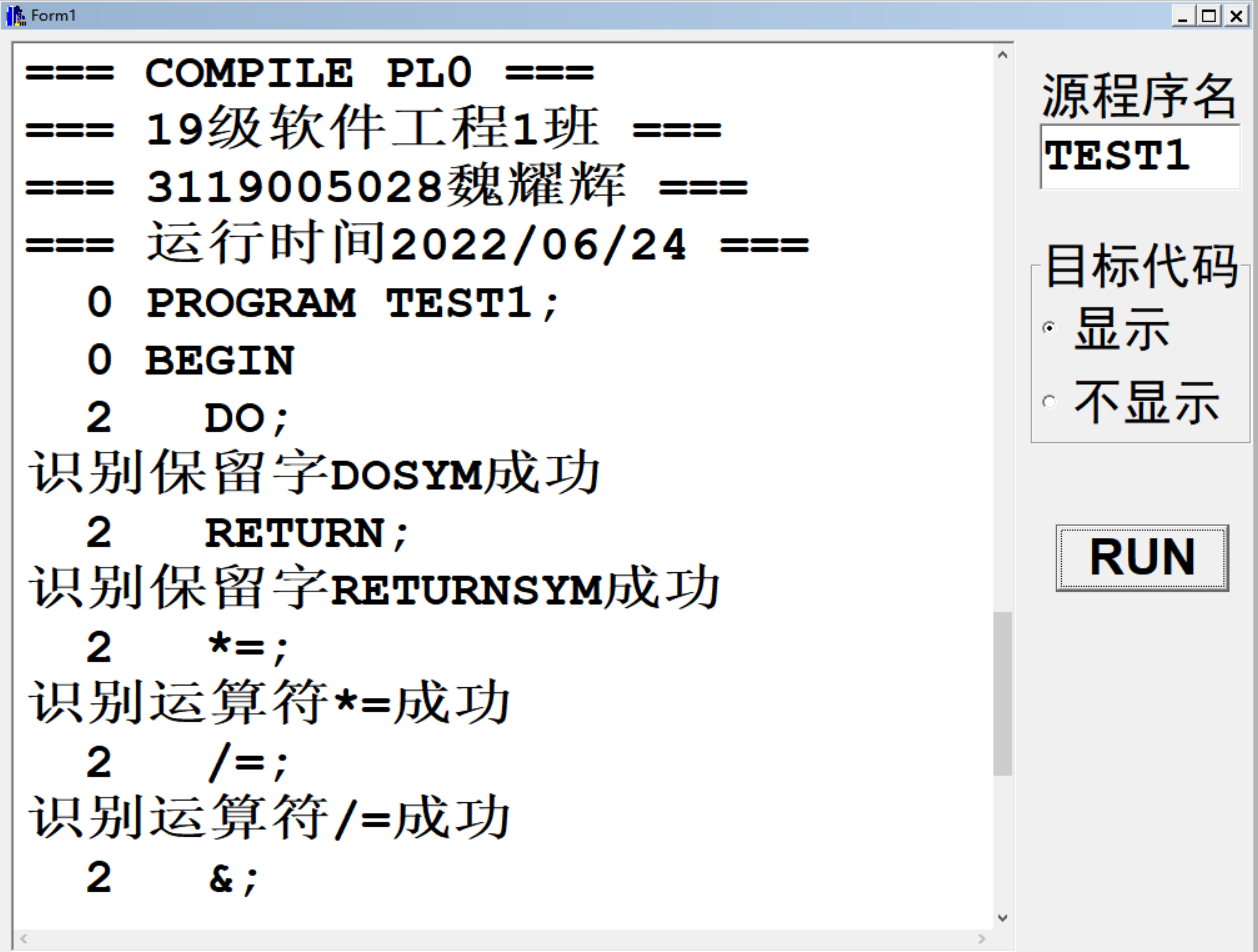 Form1
=== COMPILE PL0 ===
=== 19级软件工程1班 ===
=== 3119005028魏耀辉 ===
=== 运行时间2022/06/24 ===
0 PROGRAM TEST1;
0 BEGIN
2 DO;
识别保留字DOSYM成功
2 RETURN;
识别保留字RETURNSYM成功
2 *=;
识别运算符*=成功
2 /=;
识别运算符/=成功
2 &;
源程序名
TEST1
目标代码
显示
不显示
RUN